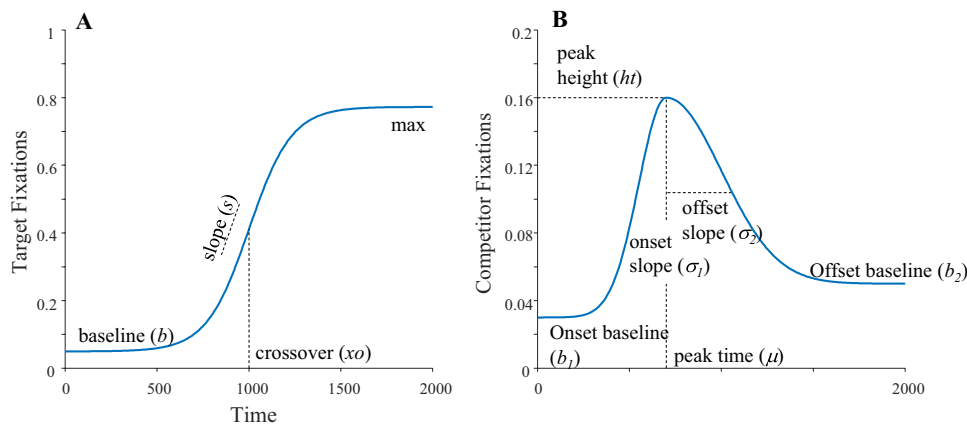 A
1
0.8
0.6
0.4
0.2
0
Target Fixations
max
slope (s)
baseline (b)
crossover (xo)
0
500
1000
1500
2000
Time
B
0.2
0.16
0.12
0.08
0.04
0
Competitor Fixations
peak
height (ht)
offset
slope (σ2)
onset
slope (σ1)
Offset baseline (b2)
Onset baseline
(b1)
peak time (μ)
0
2000